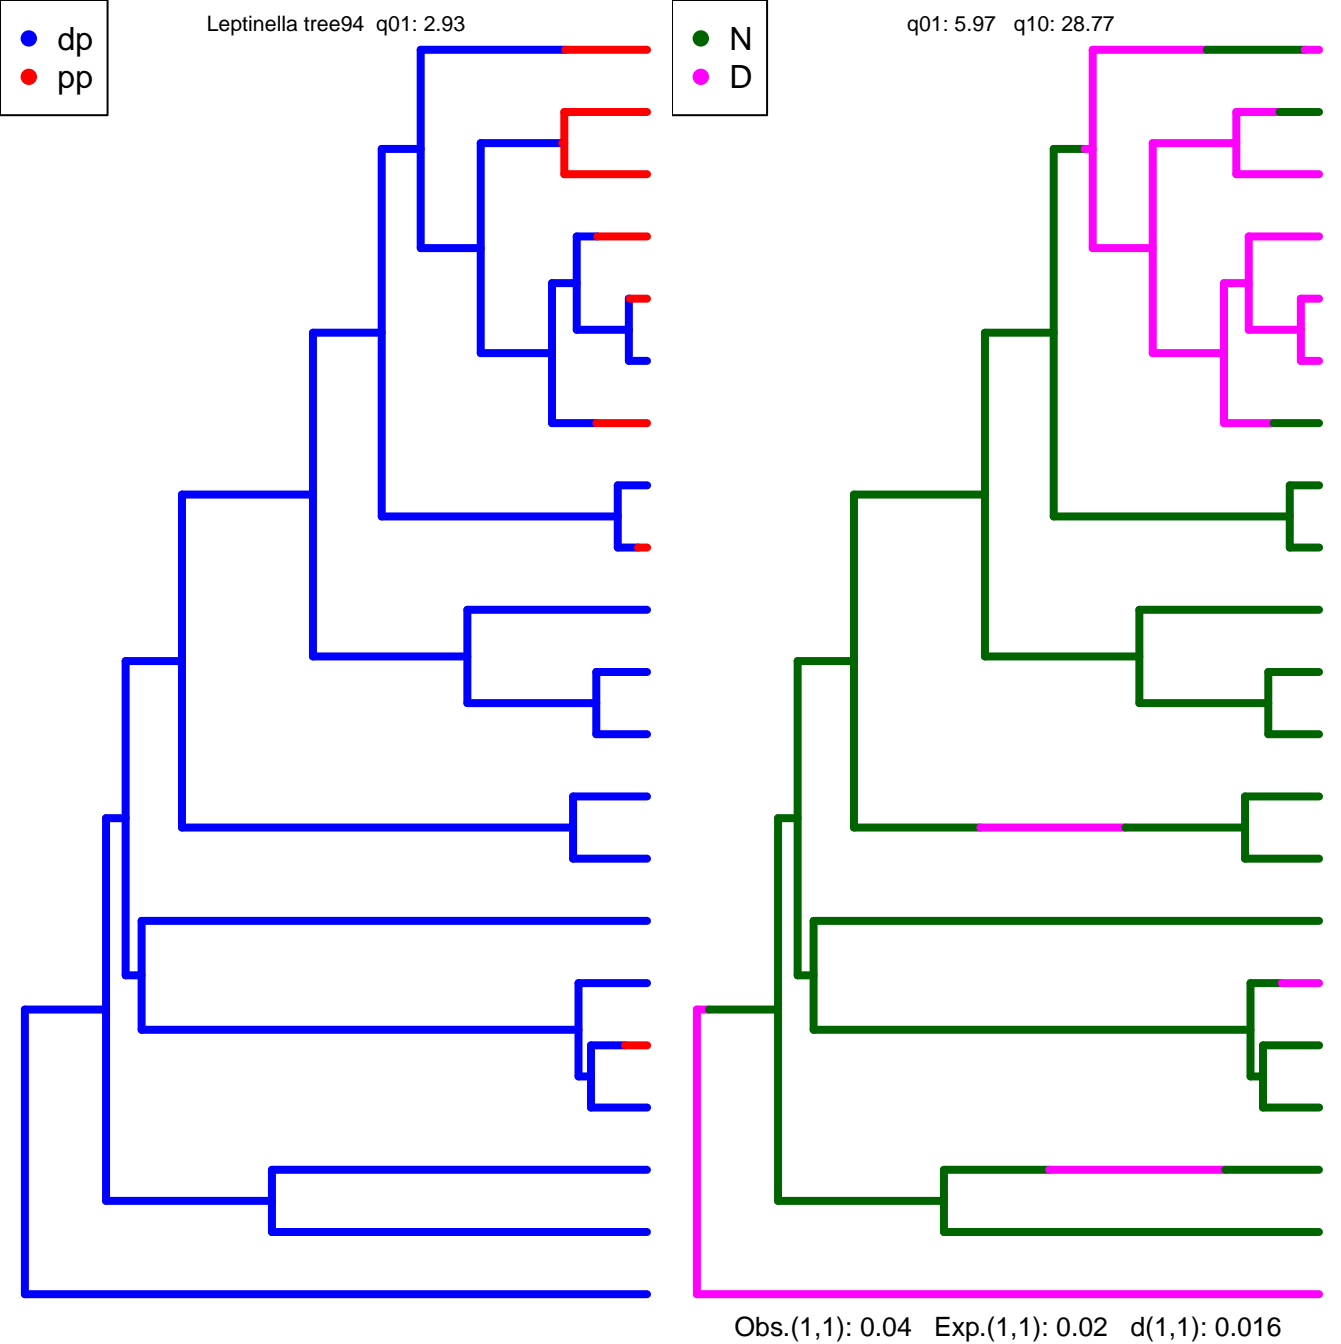 dp
pp
Leptinella tree94  q01: 2.93
N
D
q01: 5.97   q10: 28.77
Obs.(1,1): 0.04   Exp.(1,1): 0.02   d(1,1): 0.016